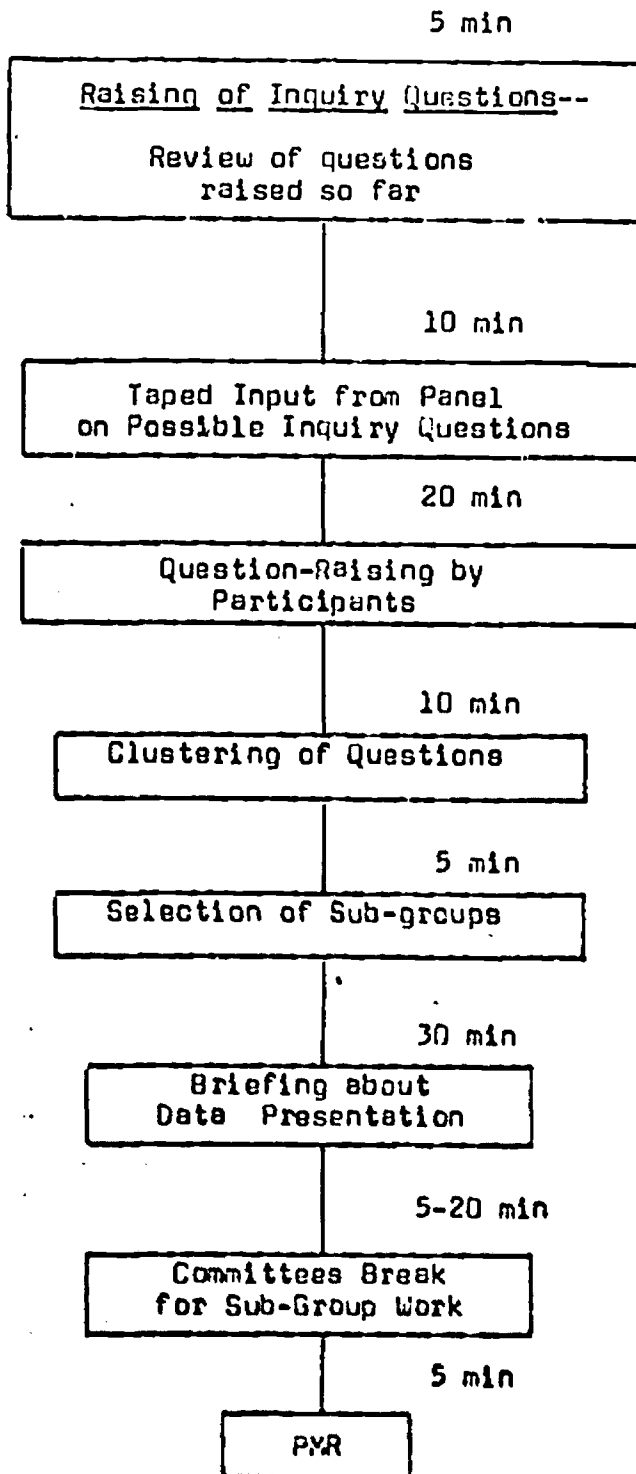 5 min
Raising of Inquiry Questions--
Review of questions
raised so far
10 min
Taped Input from Panel
on Possible Inquiry Questions
20 min
Question-Raising by
Participants
10 min
Clustering of Questions
5 min
Selection of Sub-groups
30 min
Briefing about
Data Presentation
5-20 min
Committees Break
for Sub-Group Work
5 min
PMR